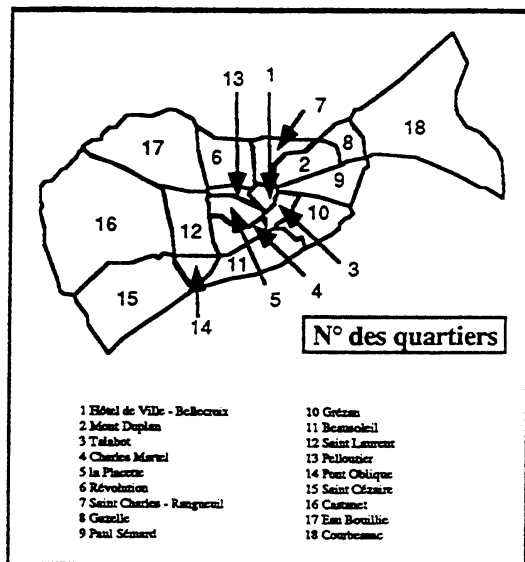 13 1
7
18
17 6 8
2
9
16 10
12
11 3
15 5 4
14
N° des quartiers
1 Hôtel de Ville - Bellecroix
2 Mont Duplan
3 Talabot
4 Charles Martel
5 la Placette
6 Révolution
7 Saint Charles - Rangueil
8 Gazelle
9 Paul Sémard
10 Grézan
11 Beausoleil
12 Saint Laurent
13 Pelloutier
14 Pont Oblique
15 Saint Cézaire
16 Castanet
17 Eau Bouillie
18 Courbessac